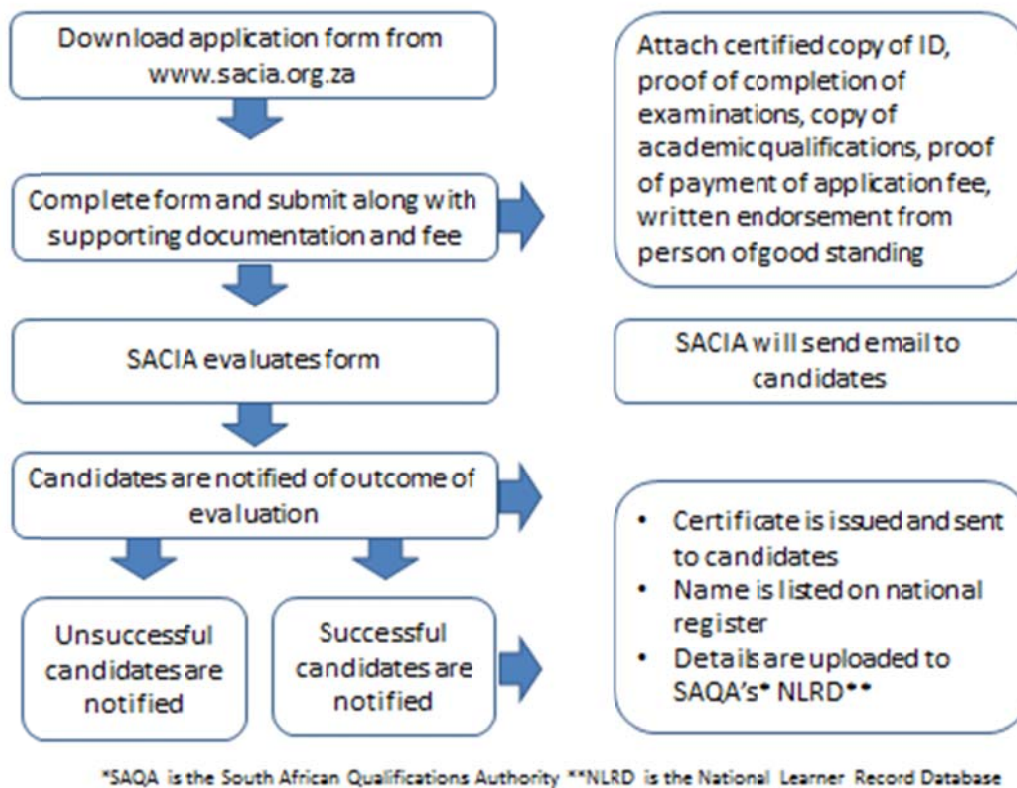 Download application form from
www.sacia.org.za
Attach certified copy of ID,
proof of completion of
examinations, copy of
academic qualifications, proof
of payment of application fee,
written endorsement from
person of good standing
Complete form and submit along with
supporting documentation and fee
SACIA evaluates form
SACIA will send email to
candidates
Candidates are notified of outcome of
evaluation
Unsuccessful
candidates are
notified
Successful
candidates are
notified
• Certificate is issued and sent
to candidates
• Name is listed on national
register
• Details are uploaded to
SAQA's* NLRD**
*SAQA is the South African Qualifications Authority **NLRD is the National Learner Record Database